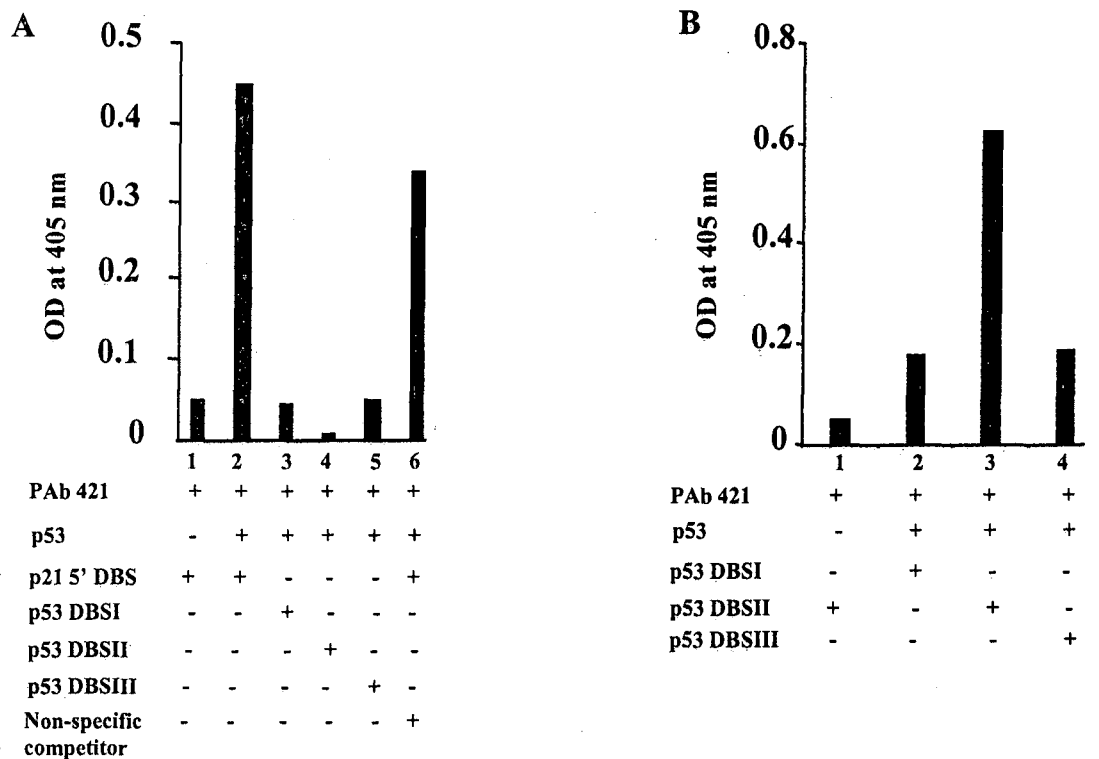 A
0.5
0.4
0.3
0.2
0.1
0
OD at 405 nm
1 2 3 4 5 6
PAb 421 + + + + + +
p53 - + + + + +
p21 5' DBS + + - - - +
p53 DBSI - - + - - -
p53 DBSII - - - + - -
p53 DBSIII - - - - + -
Non-specific - - - - - +
competitor
B
0.8
0.6
0.4
0.2
0
OD at 405 nm
1 2 3 4
PAb 421 + + + +
p53 - + + +
p53 DBSI - + - -
p53 DBSII + - + -
p53 DBSIII - - - +